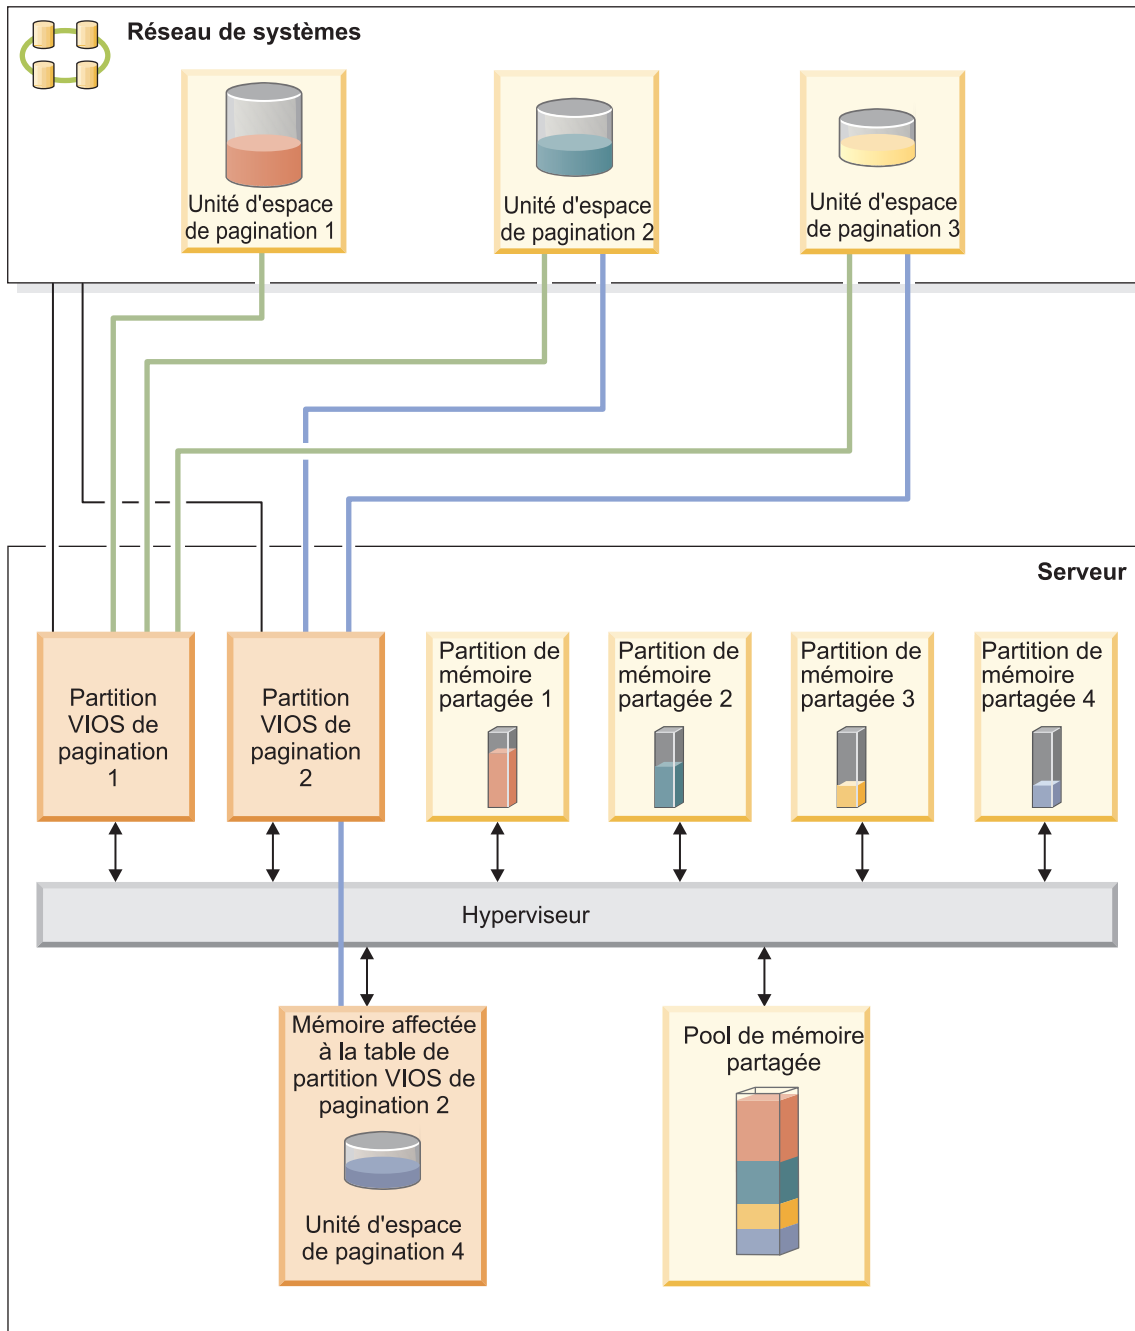 Réseau de systèmes
Unité d'espace
de pagination 1
Unité d'espace
de pagination 2
Unité d'espace
de pagination 3
Serveur
Partition
VIOS de
pagination
1
Partition
VIOS de
pagination
2
Partition de
mémoire
partagée 1
Partition de
mémoire
partagée 2
Partition de
mémoire
partagée 3
Partition de
mémoire
partagée 4
Hyperviseur
Mémoire affectée
à la table de
partition VIOS de
pagination 2
Unité d'espace
de pagination 4
Pool de mémoire
partagée